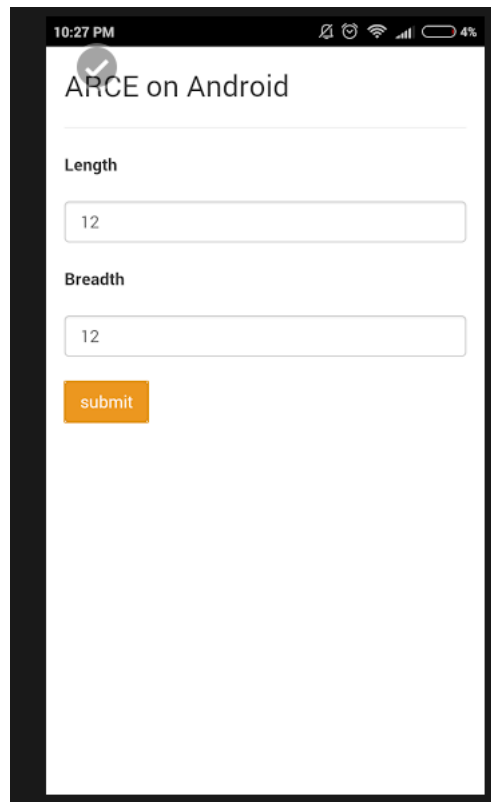 10:27 PM 4%
ARCE on Android
Length
12
Breadth
12
submit